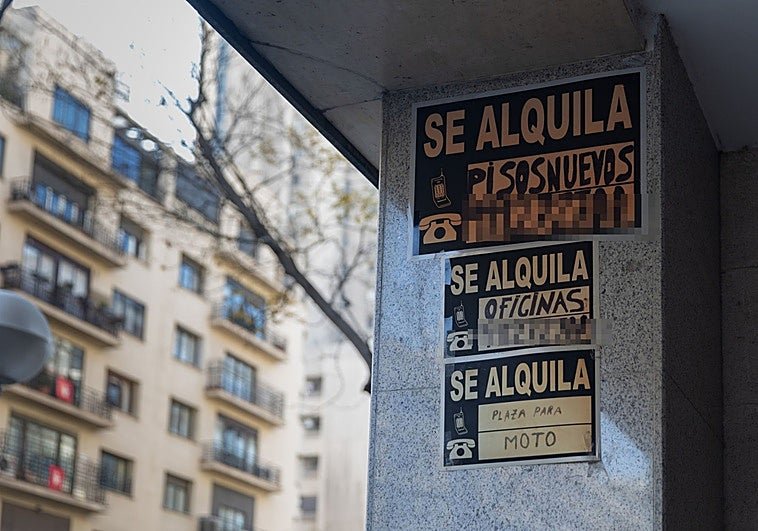 SE ALQUILA
PISOS NUEVOS
SE ALQUILA
OFICINAS
SE ALQUILA
PLAZA PARA
MOTO